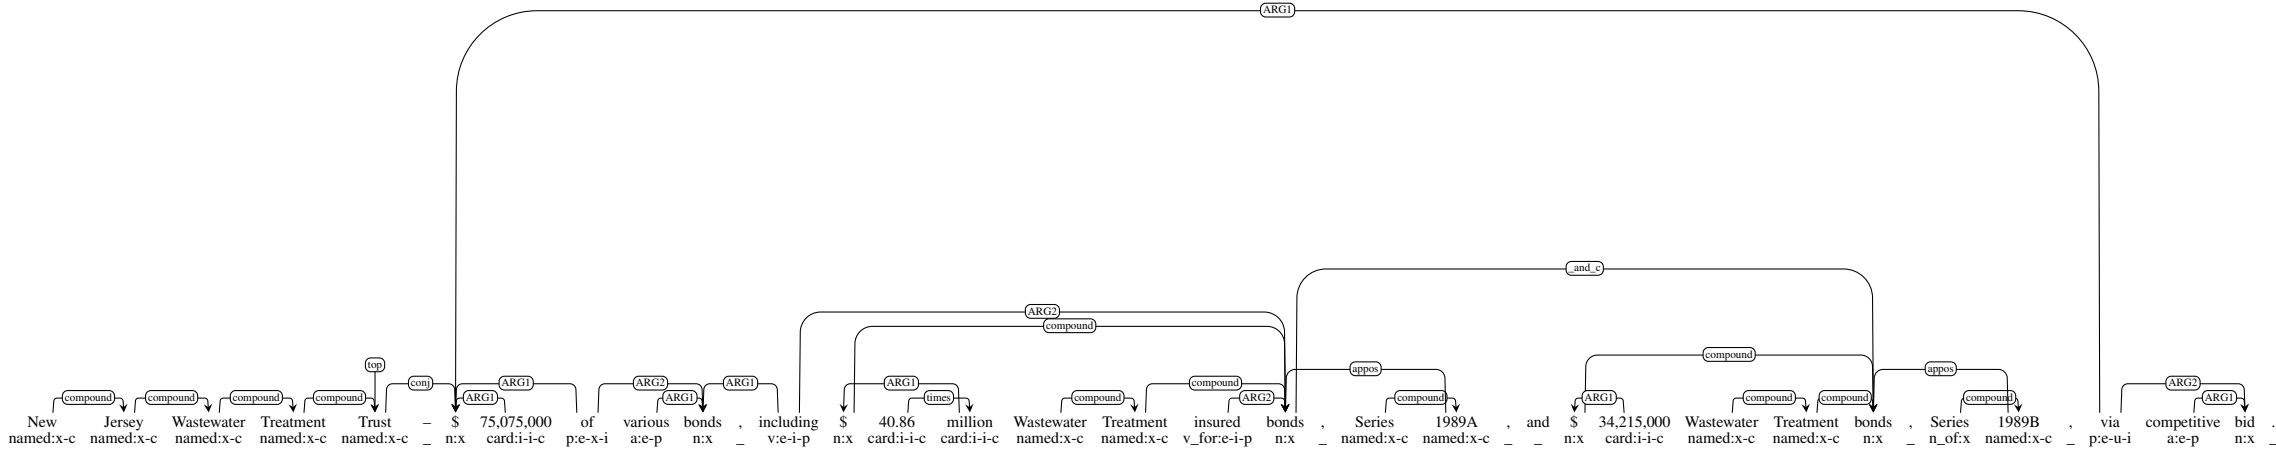 ARG1
_and_c
ARG2
compound
compound
top
appos
appos
conj ARG1 ARG2 ARG1 ARG1 compound ARG2
compound compound compound compound ARG1 ARG1 times compound ARG2 compound ARG1 compound compound compound ARG1
New Jersey Wastewater Treatment Trust – $ 75,075,000 of various bonds , including $ 40.86 million Wastewater Treatment insured bonds , Series 1989A , and $ 34,215,000 Wastewater Treatment bonds , Series 1989B , via competitive bid .
named:x-c named:x-c named:x-c named:x-c named:x-c _ n:x card:i-i-c p:e-x-i a:e-p n:x _ v:e-i-p n:x card:i-i-c card:i-i-c named:x-c named:x-c v_for:e-i-p n:x _ named:x-c named:x-c _ _ n:x card:i-i-c named:x-c named:x-c n:x _ n_of:x named:x-c _ p:e-u-i a:e-p n:x _